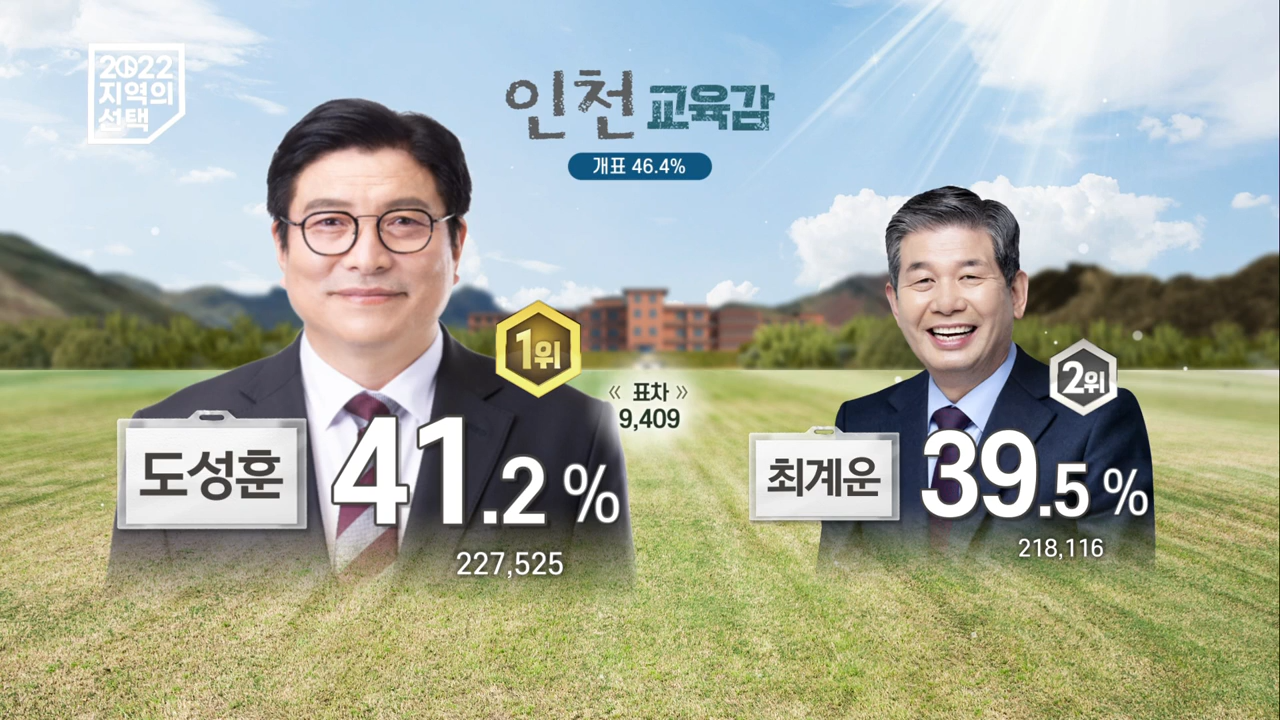 2022
지역의
선택
인천 교육감
개표 46.4%
1위
2위
《 표차 》
9,409
도성훈
41.2%
227,525
최계운
39.5%
218,116